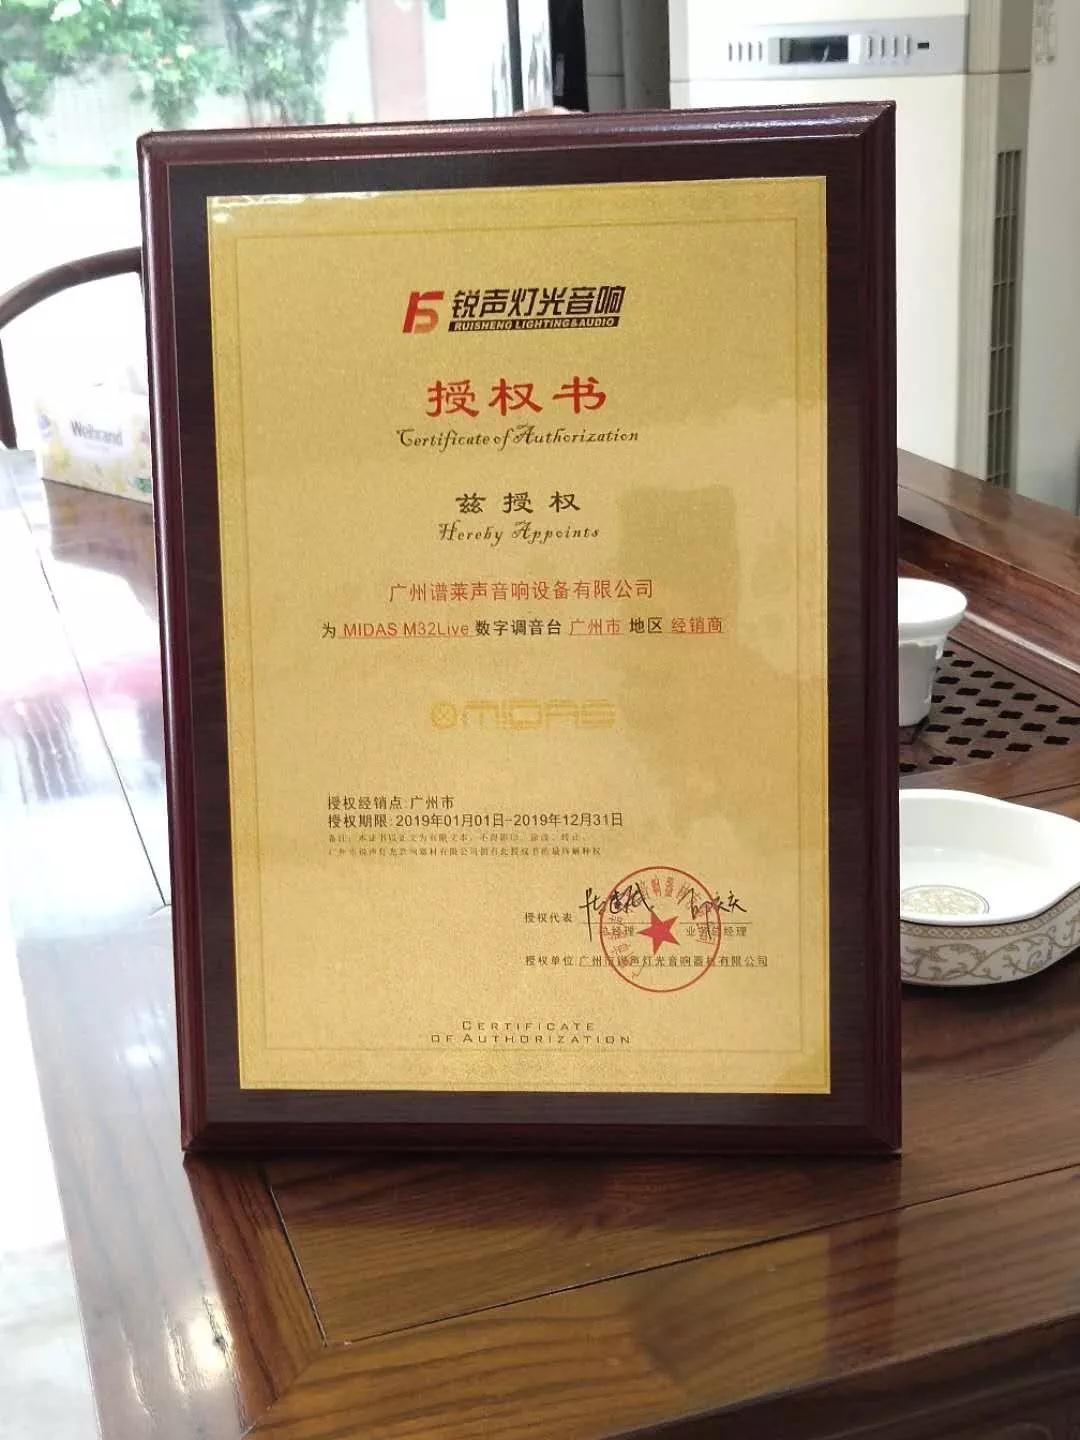 锐声灯光音响
RUISHENG LIGHTING&AUDIO
授权书
Certificate of Authorization
兹授权
Hereby Appoints
广州谱莱声音响设备有限公司
为 MIDAS M32Live 数字调音台 广州市 地区 经销商
MIDAS
授权经销点:广州市
授权期限:2019年01月01日-2019年12月31日
授权代表
总经理 业务总经理
授权单位 广州市锐声灯光音响器材有限公司
CERTIFICATE
OF AUTHORIZATION